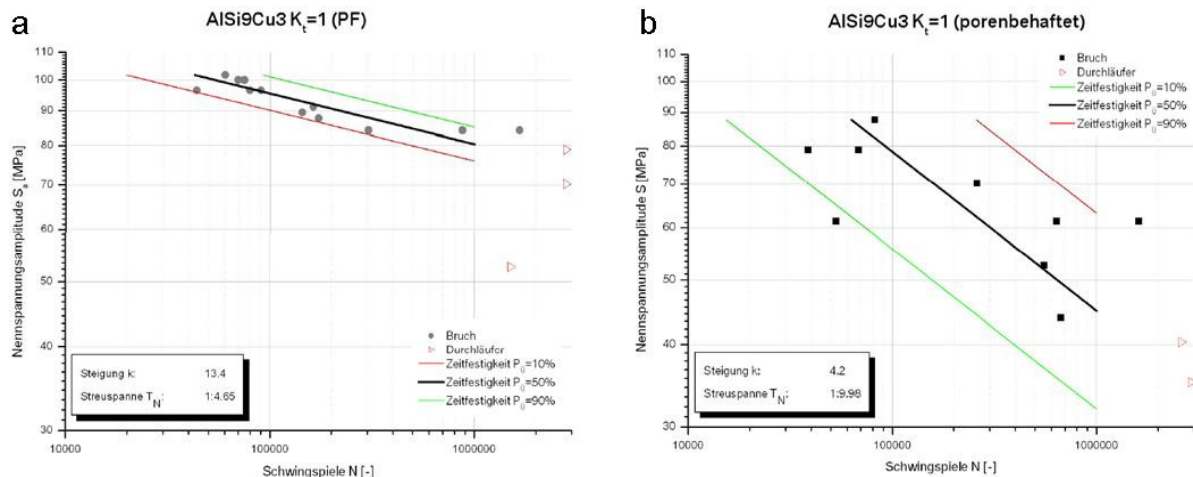 a
AlSi9Cu3 Kt=1 (PF)
110
100
90
80
70
60
50
40
30
Nennspannungsamplitude Sa [MPa]
Bruch
Durchläufer
Zeitfestigkeit PÜ=10%
Zeitfestigkeit PÜ=50%
Zeitfestigkeit PÜ=90%
Steigung k: 13.4
Streuspanne TN: 1:4.65
10000 100000 1000000
Schwingspiele N [-]
b
AlSi9Cu3 Kt=1 (porenbehaftet)
110
100
90
80
70
60
50
40
30
Nennspannungsamplitude S [MPa]
Bruch
Durchläufer
Zeitfestigkeit PÜ=10%
Zeitfestigkeit PÜ=50%
Zeitfestigkeit PÜ=90%
Steigung k: 4.2
Streuspanne TN: 1:9.98
10000 100000 1000000
Schwingspiele N [-]